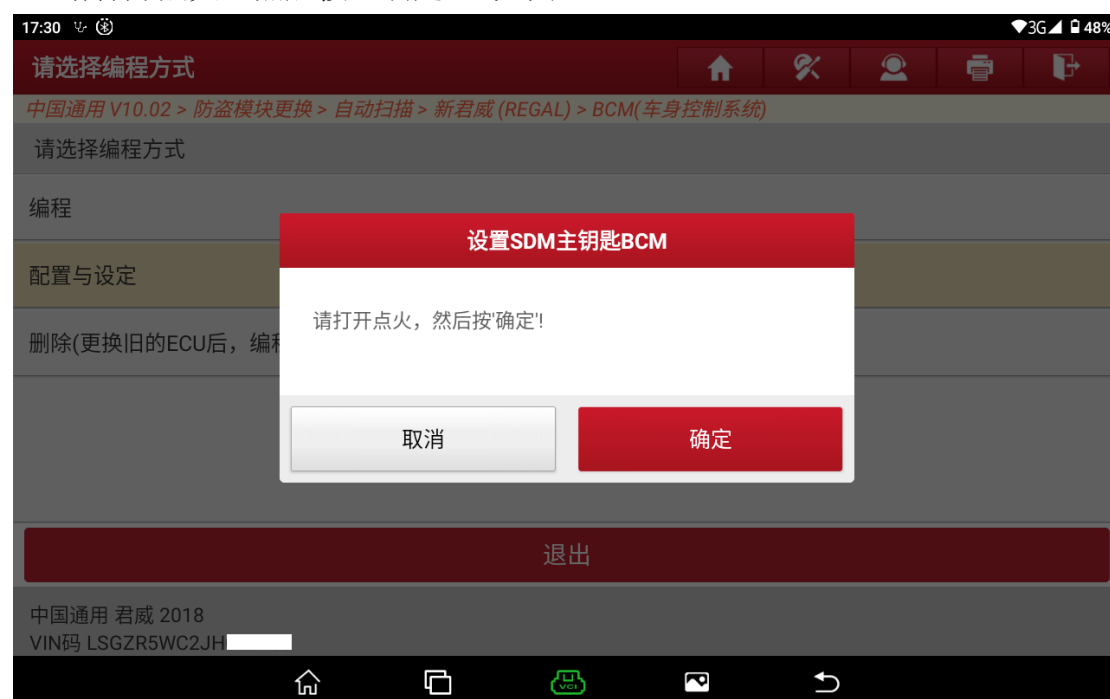 17:30
3G 48%
请选择编程方式
中国通用 V10.02 > 防盗模块更换 > 自动扫描 > 新君威 (REGAL) > BCM(车身控制系统)
请选择编程方式
编程
设置SDM主钥匙BCM
配置与设定
请打开点火，然后按'确定'!
删除(更换旧的ECU后，编
取消
确定
退出
中国通用 君威 2018
VIN码 LSGZR5WC2JH
VCI